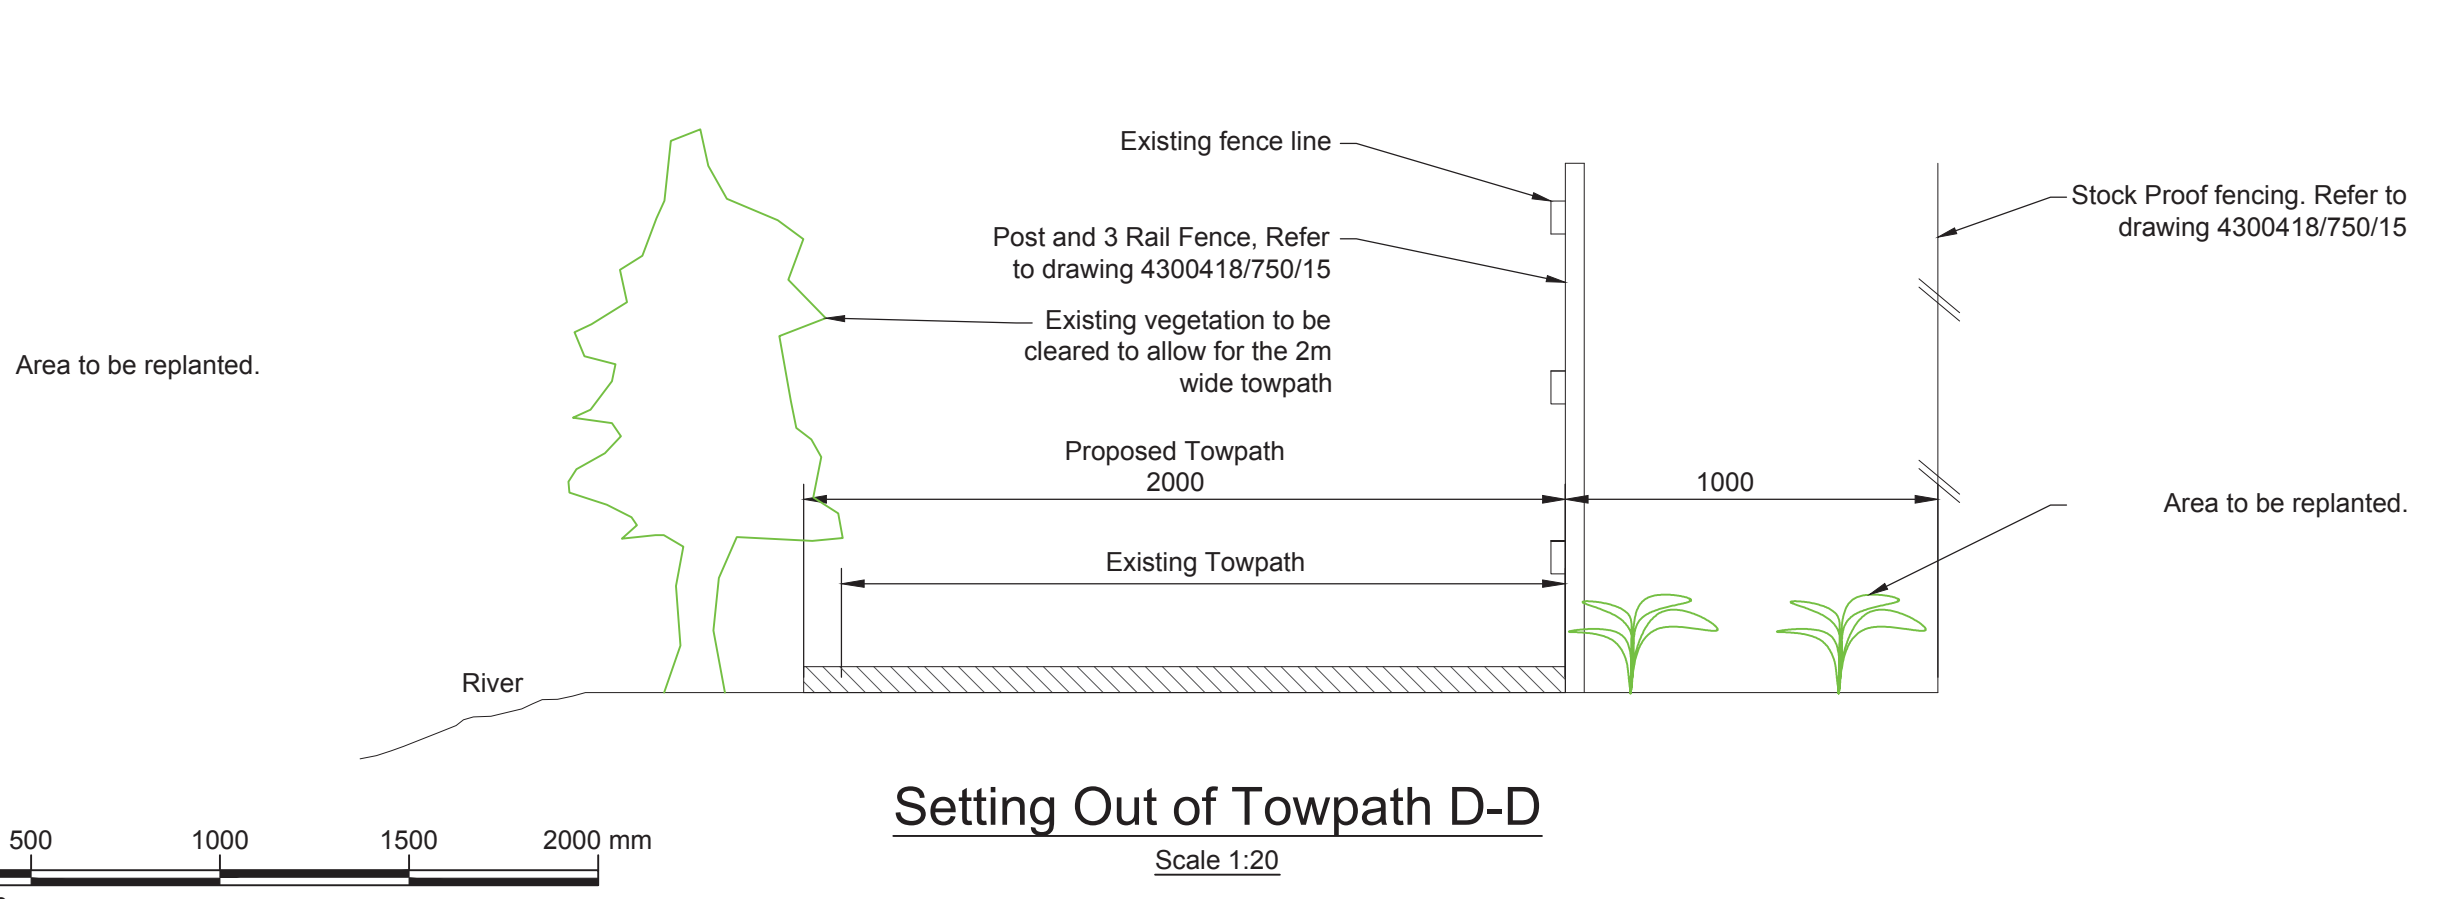 Existing fence line
Stock Proof fencing. Refer to
drawing 4300418/750/15
Post and 3 Rail Fence, Refer
to drawing 4300418/750/15
Existing vegetation to be
cleared to allow for the 2m
wide towpath
Area to be replanted.
Proposed Towpath
2000
1000
Area to be replanted.
Existing Towpath
River
Setting Out of Towpath D-D
Scale 1:20
500 1000 1500 2000 mm